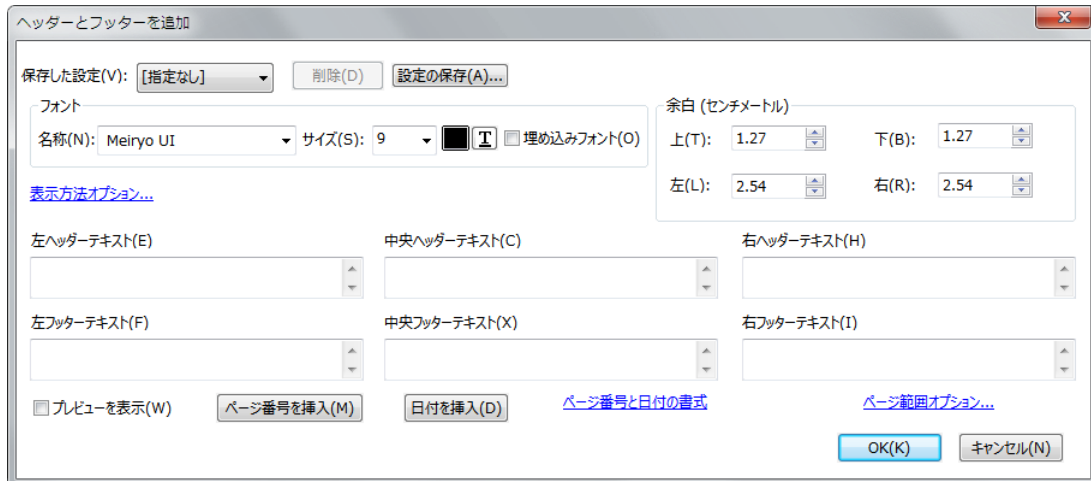 ヘッダーとフッターを追加
保存した設定(V): [指定なし] 削除(D) 設定の保存(A)...
フォント
名称(N): Meiryo UI サイズ(S): 9 T 埋め込みフォント(O)
余白 (センチメートル)
上(T): 1.27 下(B): 1.27
左(L): 2.54 右(R): 2.54
表示方法オプション...
左ヘッダーテキスト(E) 中央ヘッダーテキスト(C) 右ヘッダーテキスト(H)
左フッターテキスト(F) 中央フッターテキスト(X) 右フッターテキスト(I)
プレビューを表示(W) ページ番号を挿入(M) 日付を挿入(D) ページ番号と日付の書式 ページ範囲オプション...
OK(K) キャンセル(N)